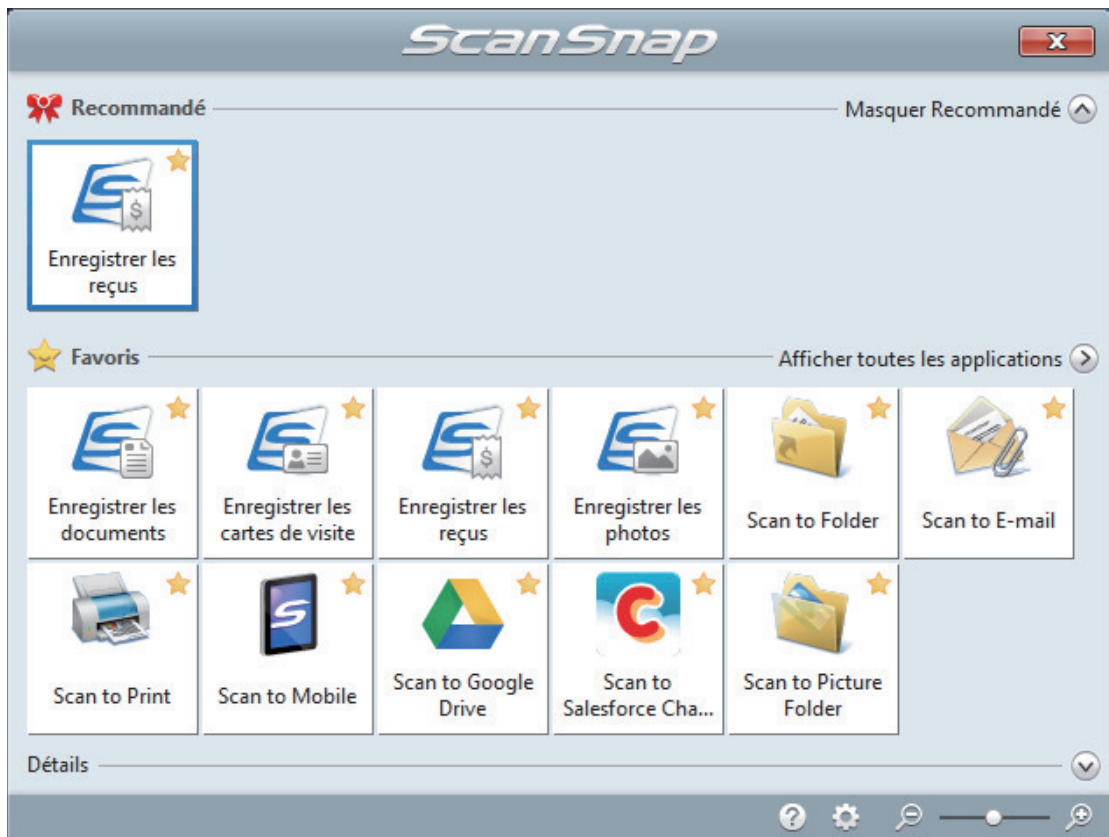 ScanSnap
Recommandé
Masquer Recommandé
Enregistrer les
reçus
Favoris
Afficher toutes les applications
Enregistrer les
documents
Enregistrer les
cartes de visite
Enregistrer les
reçus
Enregistrer les
photos
Scan to Folder
Scan to E-mail
Scan to Print
Scan to Mobile
Scan to Google
Drive
Scan to
Salesforce Cha...
Scan to Picture
Folder
Détails